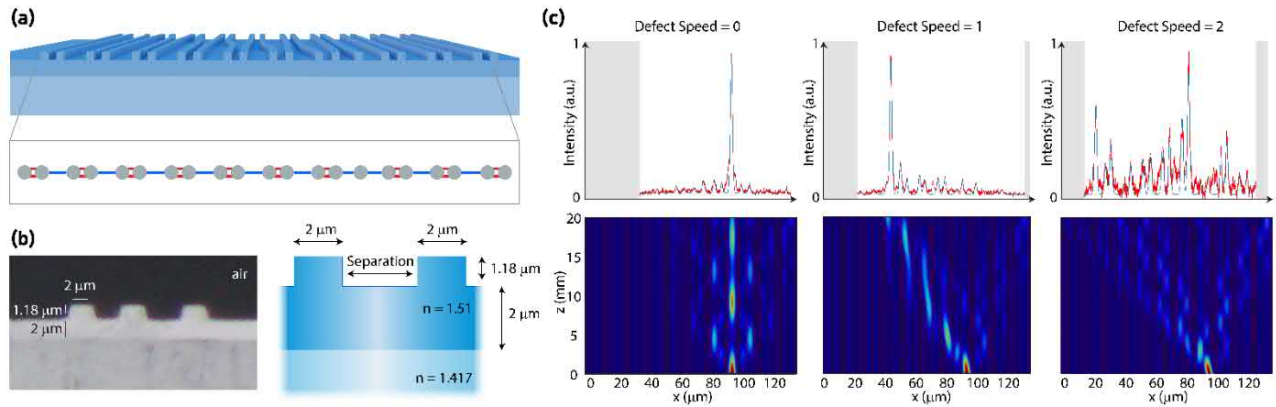 (a)
(b)
2 μm
1.18 μm
2 μm
air
2 μm
2 μm
Separation
1.18 μm
n = 1.51
2 μm
n = 1.417
(c)
Defect Speed = 0
Defect Speed = 1
Defect Speed = 2
1
Intensity (a.u.)
0
1
Intensity (a.u.)
0
1
Intensity (a.u.)
0
20
15
10
5
0
z (mm)
0 20 40 60 80 100 120
x (μm)
0 20 40 60 80 100 120
x (μm)
0 20 40 60 80 100 120
x (μm)